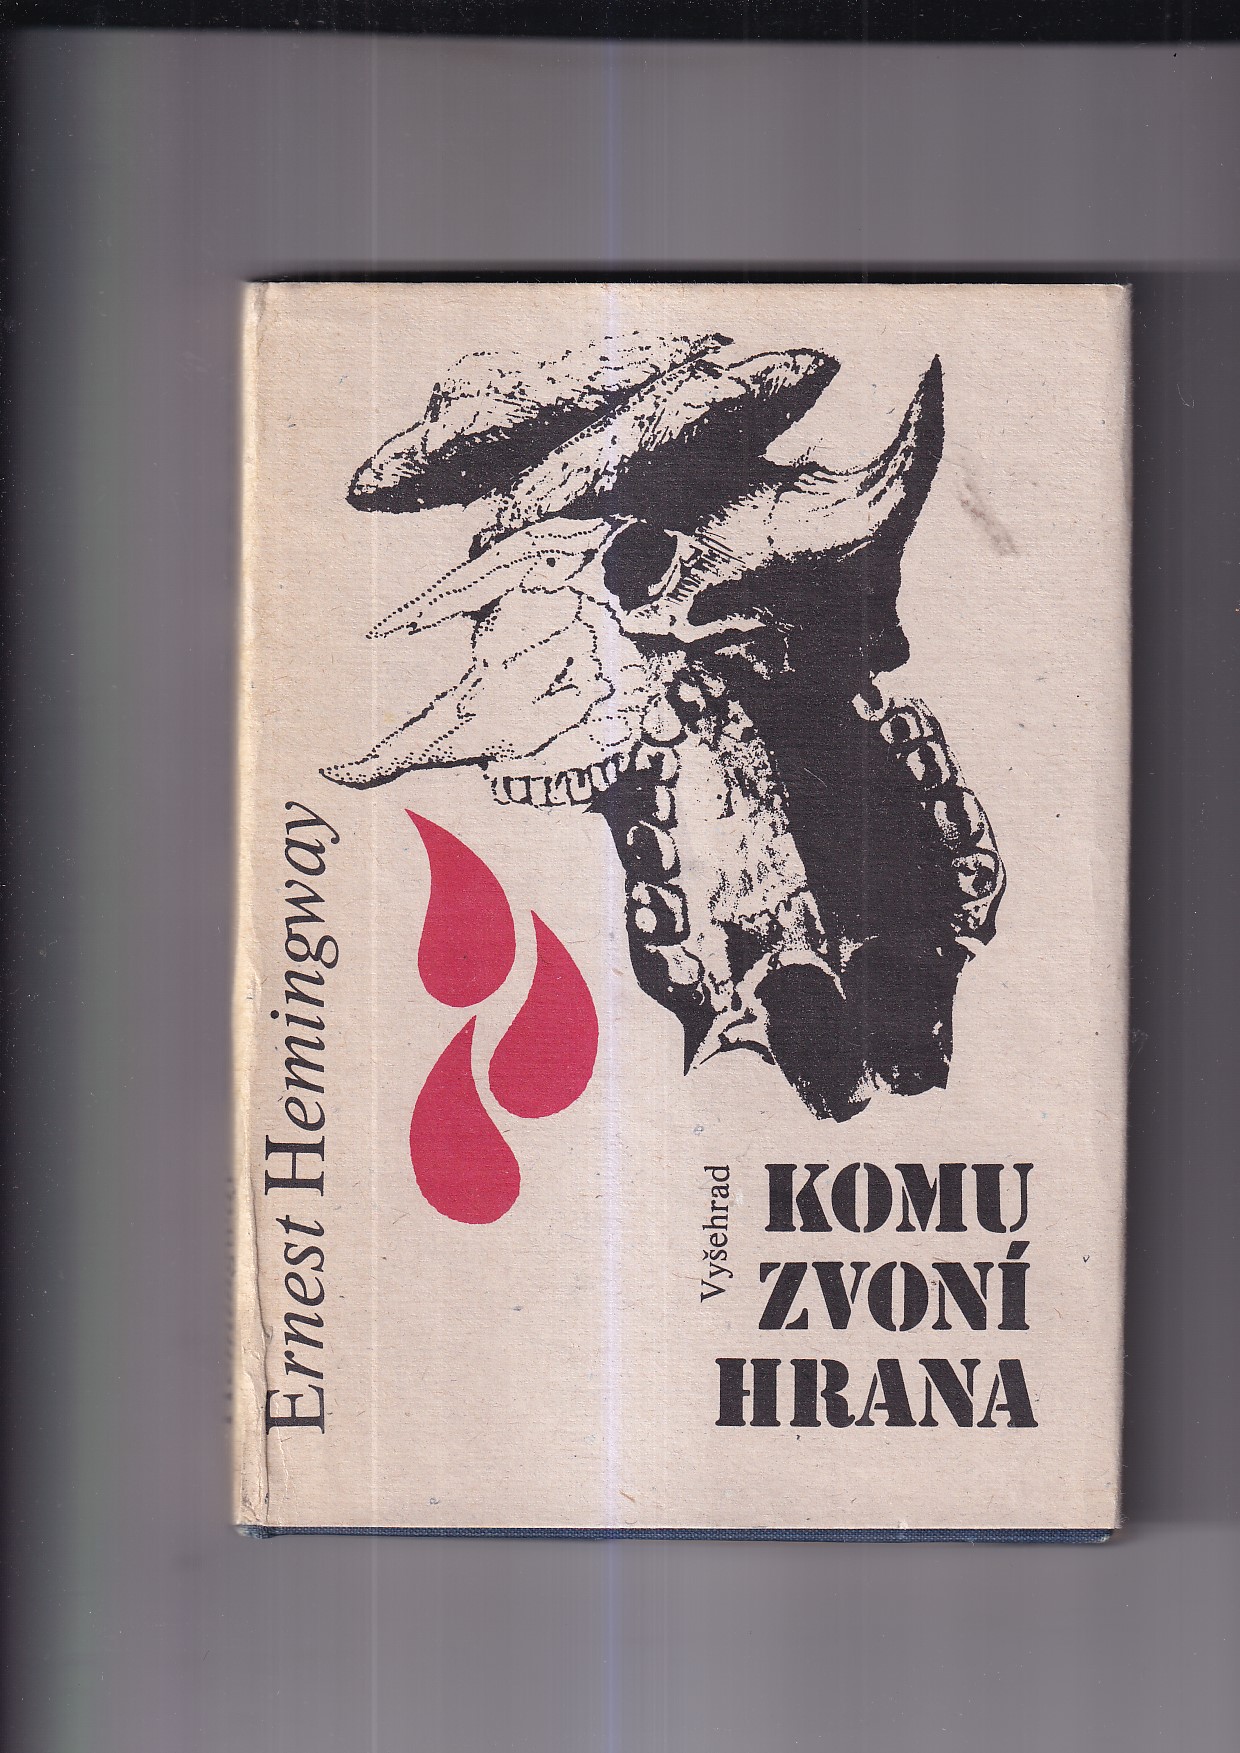 Ernest Hemingway
Vyšehrad
KOMU
ZVONÍ
HRANA